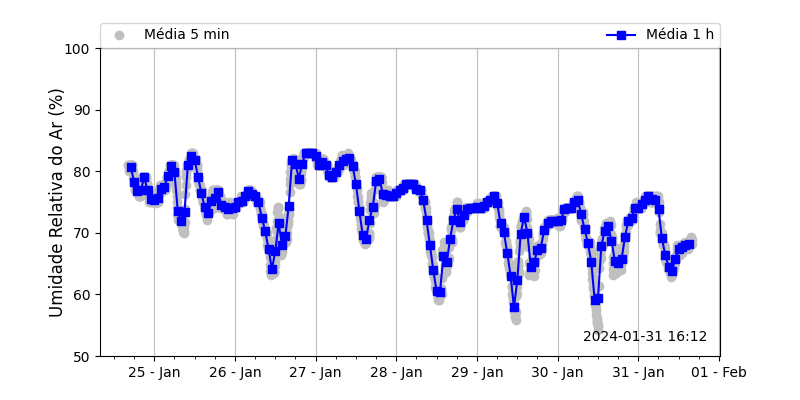 Média 5 min
Média 1 h
100
90
80
70
60
50
Umidade Relativa do Ar (%)
2024-01-31 16:12
25 - Jan
26 - Jan
27 - Jan
28 - Jan
29 - Jan
30 - Jan
31 - Jan
01 - Feb